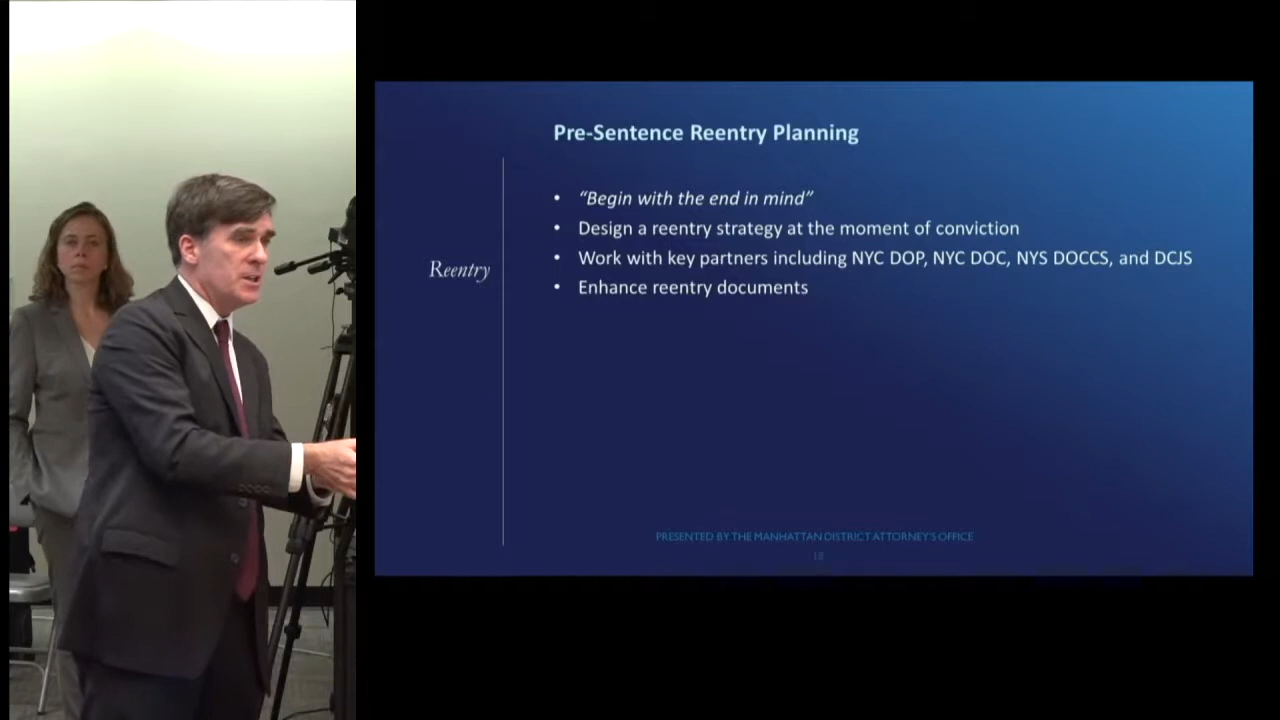 Pre-Sentence Reentry Planning
• “Begin with the end in mind”
• Design a reentry strategy at the moment of conviction
Reentry
• Work with key partners including NYC DOP, NYC DOC, NYS DOCCS, and DCJS
• Enhance reentry documents
PRESENTED BY THE MANHATTAN DISTRICT ATTORNEY'S OFFICE
18